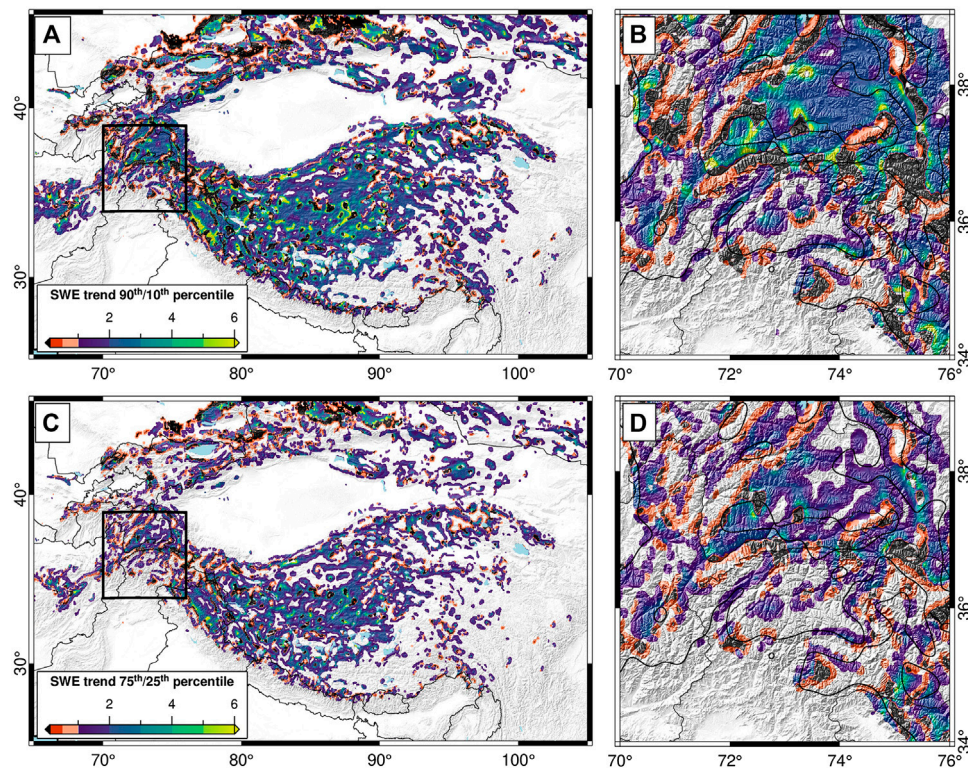 A
40°
30°
SWE trend 90th/10th percentile
2 4 6
70° 80° 90° 100°
B
38°
36°
34°
70° 72° 74° 76°
C
40°
30°
SWE trend 75th/25th percentile
2 4 6
70° 80° 90° 100°
D
38°
36°
34°
70° 72° 74° 76°